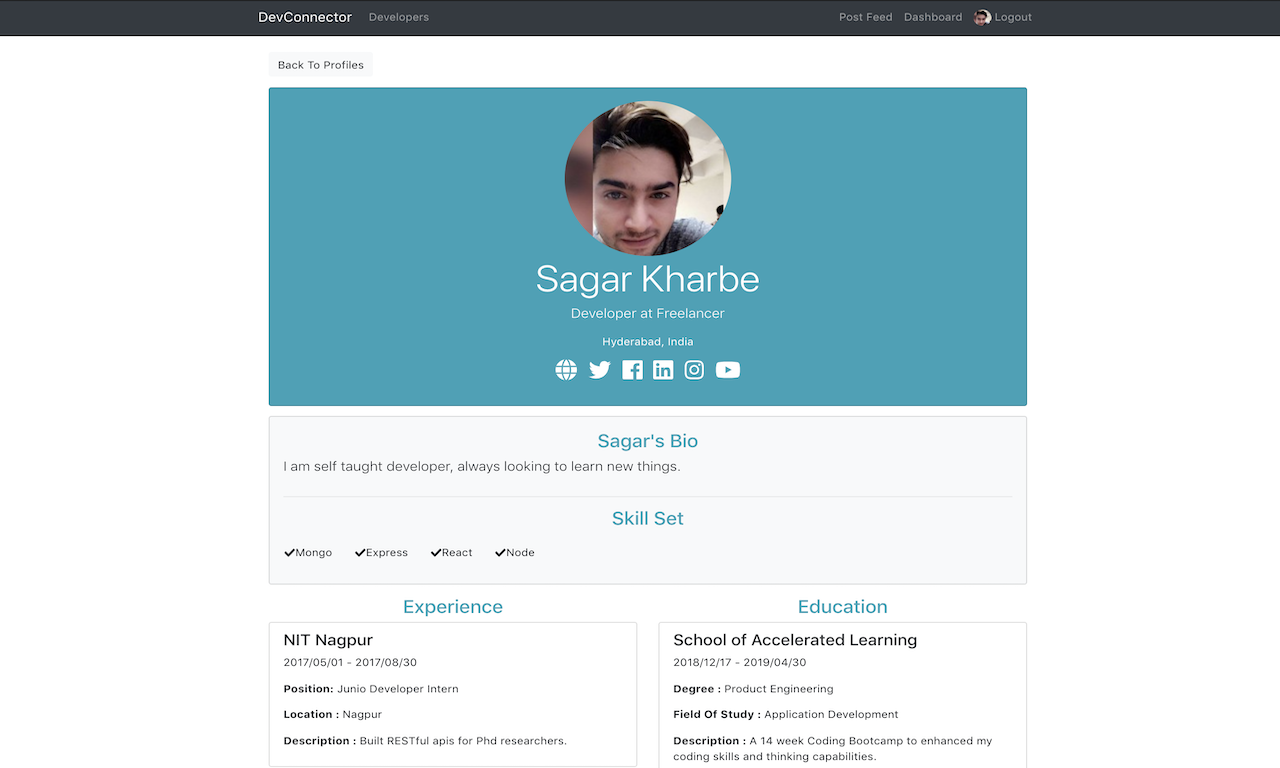 DevConnector Developers Post Feed Dashboard Logout
Back To Profiles
Sagar Kharbe
Developer at Freelancer
Hyderabad, India
Sagar's Bio
I am self taught developer, always looking to learn new things.
Skill Set
Mongo Express React Node
Experience
NIT Nagpur
2017/05/01 - 2017/08/30
Position: Junio Developer Intern
Location : Nagpur
Description : Built RESTful apis for Phd researchers.
Education
School of Accelerated Learning
2018/12/17 - 2019/04/30
Degree : Product Engineering
Field Of Study : Application Development
Description : A 14 week Coding Bootcamp to enhanced my
coding skills and thinking capabilities.